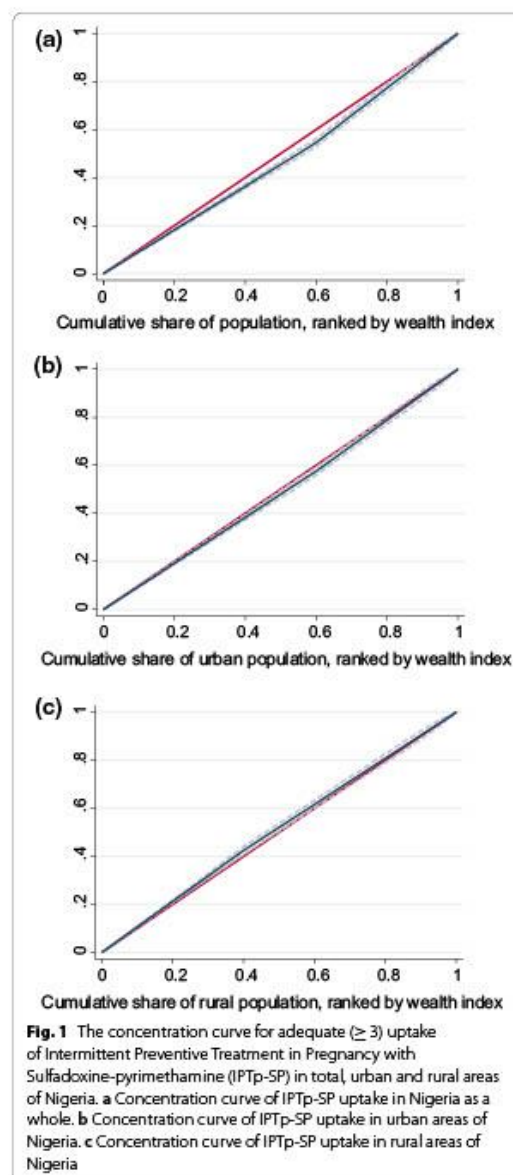 (a)
1
.8
.6
.4
.2
0
0 0.2 0.4 0.6 0.8 1
Cumulative share of population, ranked by wealth index
(b)
1
.8
.6
.4
.2
0
0 0.2 0.4 0.6 0.8 1
Cumulative share of urban population, ranked by wealth index
(c)
1
.8
.6
.4
.2
0
0 0.2 0.4 0.6 0.8 1
Cumulative share of rural population, ranked by wealth index
Fig. 1 The concentration curve for adequate (≥ 3) uptake
of Intermittent Preventive Treatment in Pregnancy with
Sulfadoxine-pyrimethamine (IPTp-SP) in total, urban and rural areas
of Nigeria. a Concentration curve of IPTp-SP uptake in Nigeria as a
whole. b Concentration curve of IPTp-SP uptake in urban areas of
Nigeria. c Concentration curve of IPTp-SP uptake in rural areas of
Nigeria